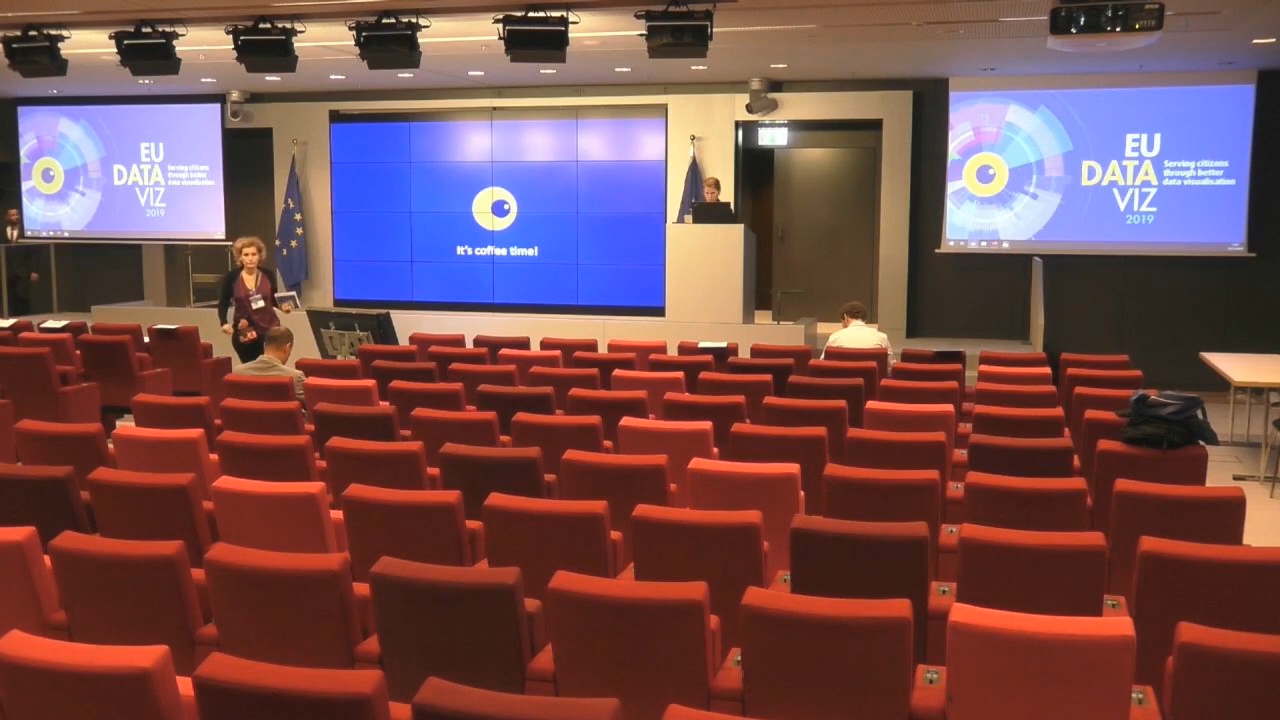 EU
DATA
VIZ
2019
Serving citizens
through better
data visualisation
It's coffee time!
EU
DATA
VIZ
2019
Serving citizens
through better
data visualisation